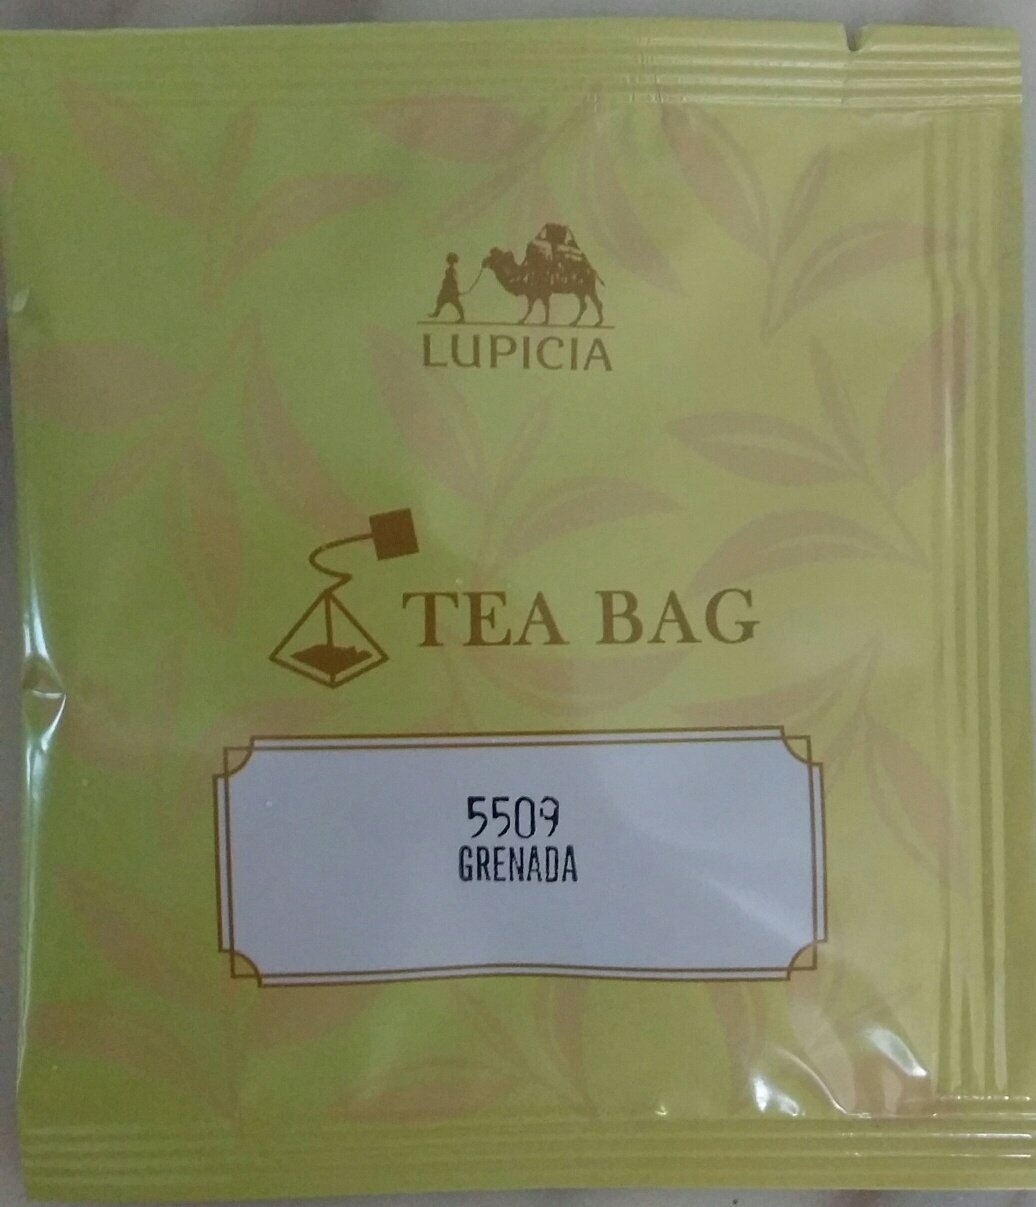 LUPICIA
TEA BAG
5509
GRENADA